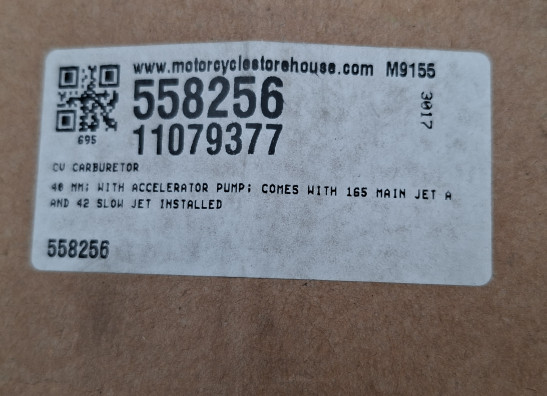 www.motorcyclestorehouse.com M9155
558256
3017
11079377
695
CV CARBURETOR
40 MM; WITH ACCELERATOR PUMP; COMES WITH 165 MAIN JET A
AND 42 SLOW JET INSTALLED
558256